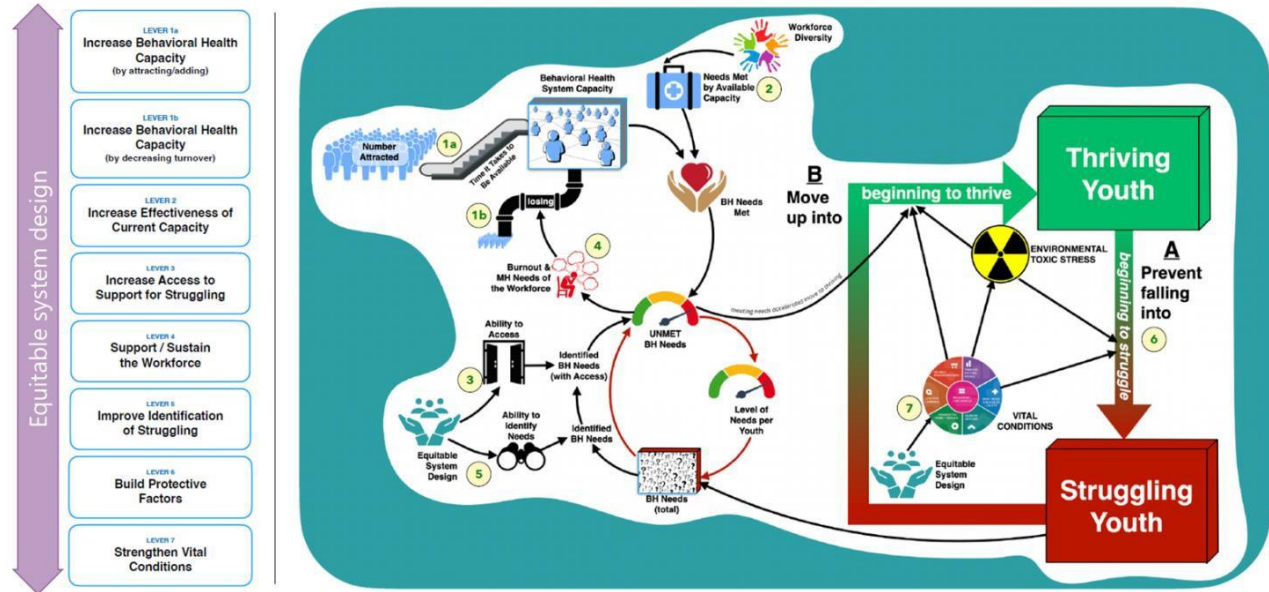 Equitable system design
LEVER 1a
Increase Behavioral Health
Capacity
(by attracting/adding)
LEVER 1b
Increase Behavioral Health
Capacity
(by decreasing turnover)
LEVER 2
Increase Effectiveness of
Current Capacity
LEVER 3
Increase Access to
Support for Struggling
LEVER 4
Support / Sustain
the Workforce
LEVER 5
Improve Identification
of Struggling
LEVER 6
Build Protective
Factors
LEVER 7
Strengthen Vital
Conditions
Workforce
Diversity
Behavioral Health
System Capacity
Needs Met
by Available
Capacity
2
Number
Attracted
1a
Time It Takes to
Be Available
losing
1b
BH Needs
Met
4
Burnout &
MH Needs of
the Workforce
UNMET
BH Needs
meeting needs accelerated move to thriving
Ability to
Access
3
Identified
BH Needs
(with Access)
Level of
Needs per
Youth
Equitable
System
Design
5
Ability to
Identify
Needs
Identified
BH Needs
BH Needs
(total)
B
Move
up into
beginning to thrive
Thriving
Youth
ENVIRONMENTAL
TOXIC STRESS
beginning to struggle
A
Prevent
falling
into
6
7
VITAL
CONDITIONS
Equitable
System
Design
Struggling
Youth